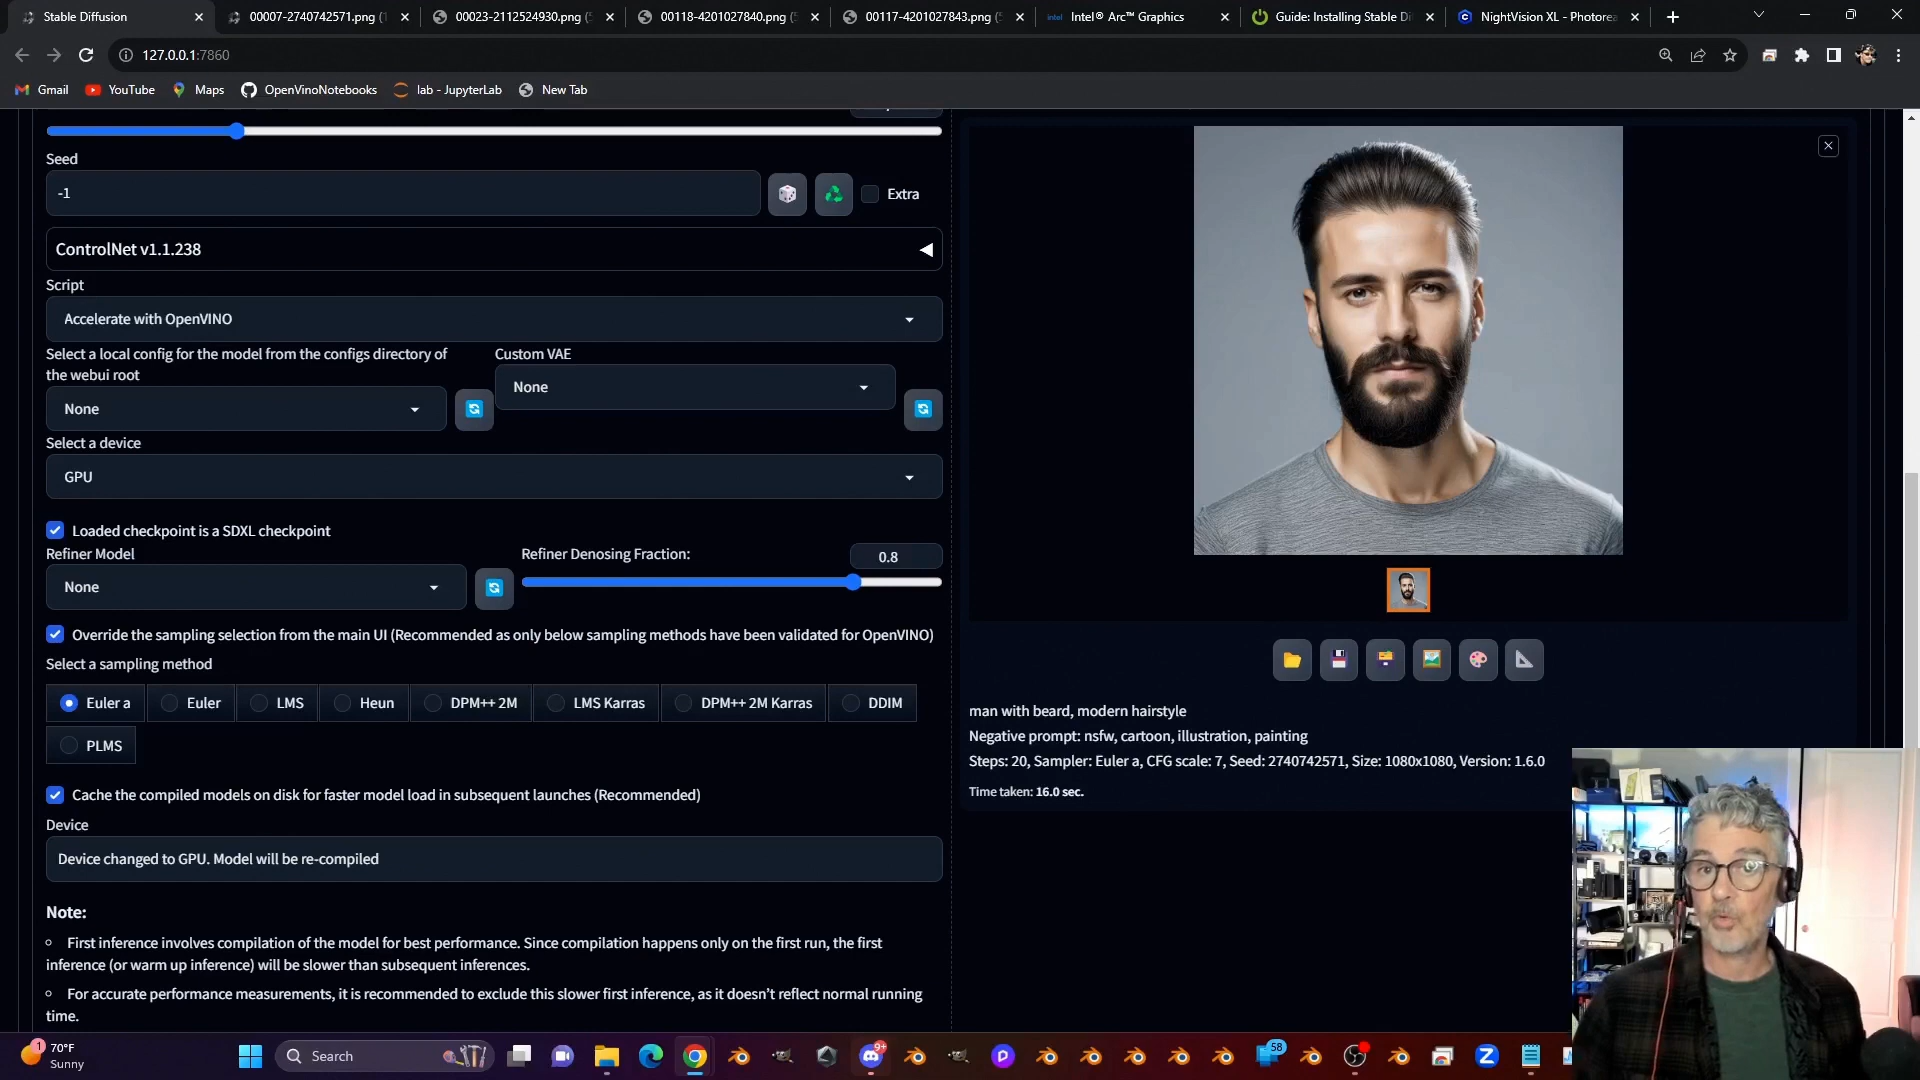 Stable Diffusion
00007-2740742571.png (1
00023-2112524930.png (5
00118-4201027840.png (5
00117-4201027843.png (5
intel
Intel® Arc™ Graphics
Guide: Installing Stable Di
NightVision XL - Photorea
127.0.0.1:7860
Gmail
YouTube
Maps
OpenVinoNotebooks
lab - JupyterLab
New Tab
Seed
-1
Extra
ControlNet v1.1.238
Script
Accelerate with OpenVINO
Select a local config for the model from the configs directory of
the webui root
Custom VAE
None
None
Select a device
GPU
Loaded checkpoint is a SDXL checkpoint
Refiner Model
Refiner Denosing Fraction:
0.8
None
Override the sampling selection from the main UI (Recommended as only below sampling methods have been validated for OpenVINO)
Select a sampling method
Euler a
Euler
LMS
Heun
DPM++ 2M
LMS Karras
DPM++ 2M Karras
DDIM
PLMS
Cache the compiled models on disk for faster model load in subsequent launches (Recommended)
Device
Device changed to GPU. Model will be re-compiled
Note:
First inference involves compilation of the model for best performance. Since compilation happens only on the first run, the first
inference (or warm up inference) will be slower than subsequent inferences.
For accurate performance measurements, it is recommended to exclude this slower first inference, as it doesn't reflect normal running
time.
man with beard, modern hairstyle
Negative prompt: nsfw, cartoon, illustration, painting
Steps: 20, Sampler: Euler a, CFG scale: 7, Seed: 2740742571, Size: 1080x1080, Version: 1.6.0
Time taken: 16.0 sec.
1
70°F
Sunny
Search
9+
58